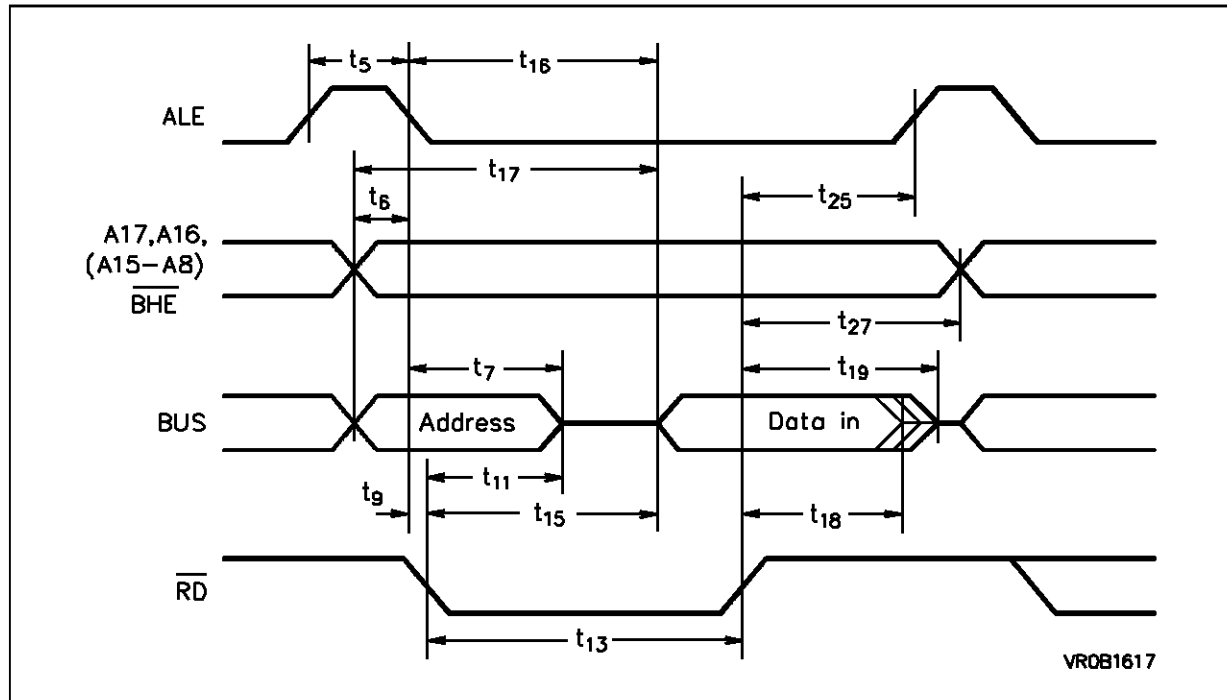 t5
t16
ALE
t17
t6
t25
A17,A16,
(A15-A8)
BHE
t27
t7
t19
BUS
Address
Data in
t9
t11
t15
t18
RD
t13
VR0B1617